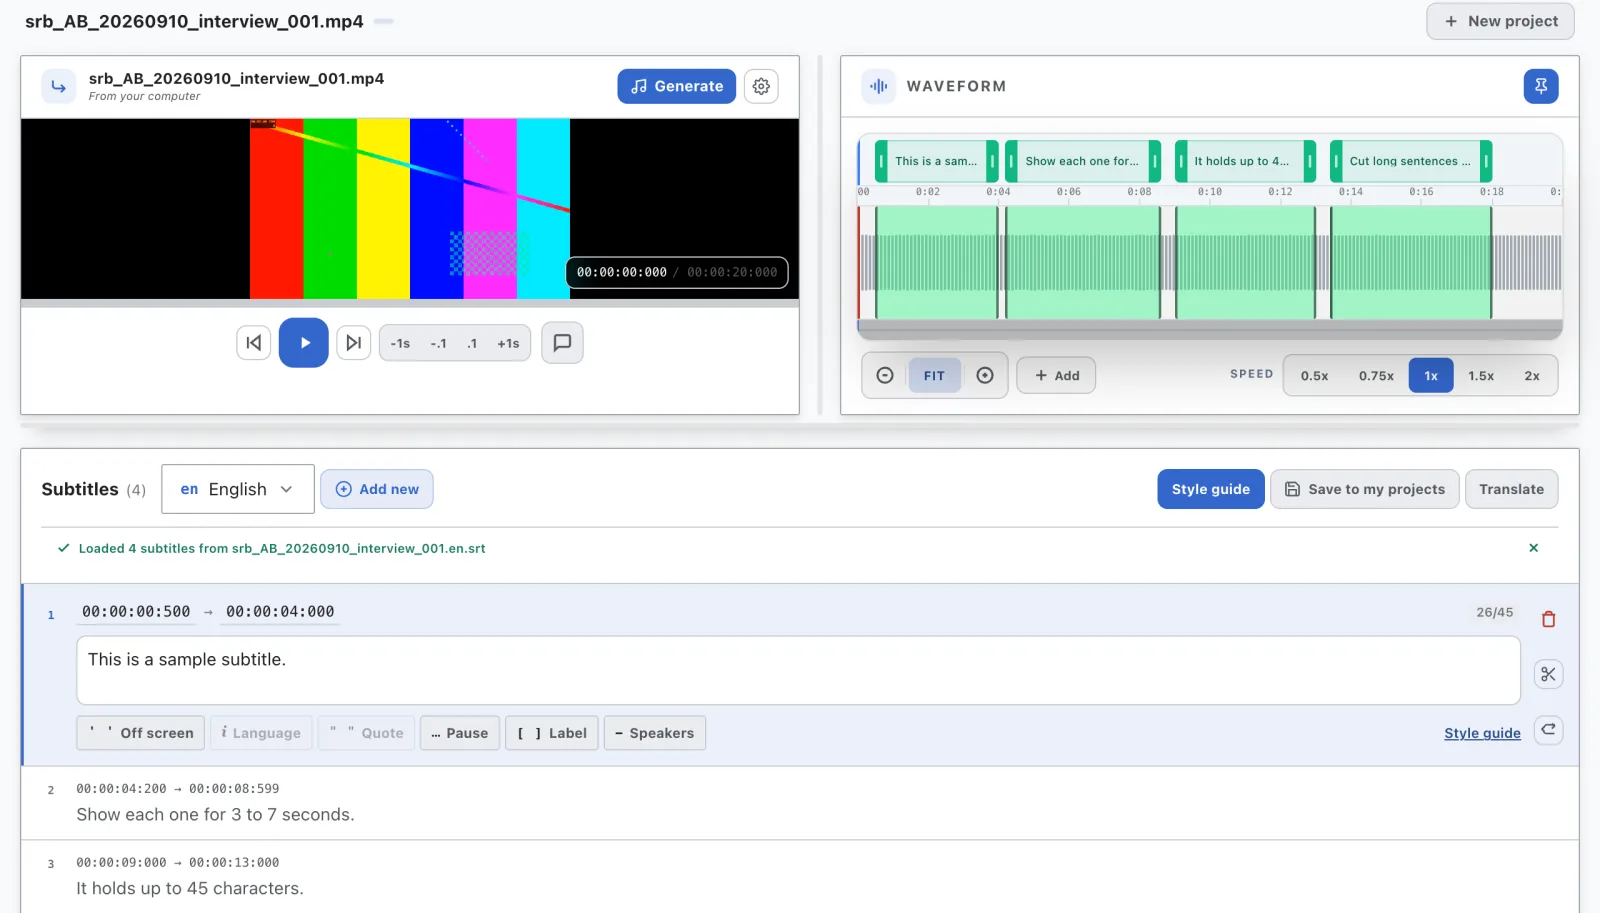 srb_AB_20260910_interview_001.mp4
+ New project
srb_AB_20260910_interview_001.mp4
From your computer
Generate
00:00:00:000 / 00:00:20:000
-1s -.1 .1 +1s
WAVEFORM
This is a sam...
Show each one for...
It holds up to 4...
Cut long sentences ...
00 0:02 0:04 0:06 0:08 0:10 0:12 0:14 0:16 0:18 0:
FIT
+ Add
SPEED
0.5x 0.75x 1x 1.5x 2x
Subtitles (4)
en English
Add new
Style guide
Save to my projects
Translate
Loaded 4 subtitles from srb_AB_20260910_interview_001.en.srt
1 00:00:00:500 → 00:00:04:000
26/45
This is a sample subtitle.
' ' Off screen
i Language
" " Quote
… Pause
[ ] Label
– Speakers
Style guide
2 00:00:04:200 → 00:00:08:599
Show each one for 3 to 7 seconds.
3 00:00:09:000 → 00:00:13:000
It holds up to 45 characters.